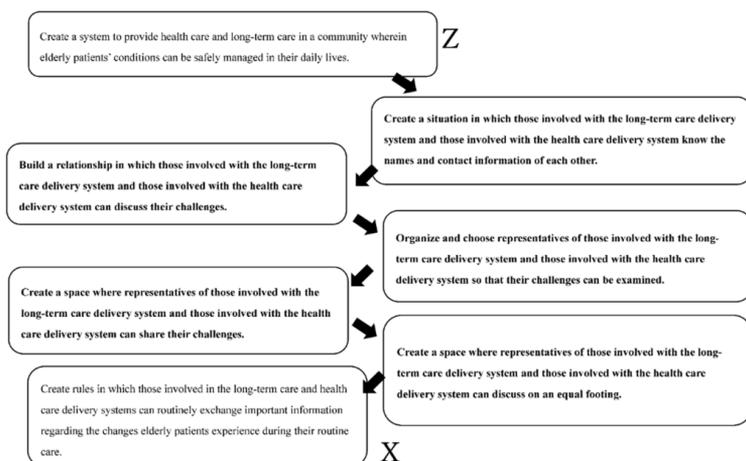 Create a system to provide health care and long-term care in a community wherein
elderly patients' conditions can be safely managed in their daily lives.
Z
Create a situation in which those involved with the long-term care delivery
system and those involved with the health care delivery system know the
names and contact information of each other.
Build a relationship in which those involved with the long-term
care delivery system and those involved with the health care
delivery system can discuss their challenges.
Organize and choose representatives of those involved with the long-
term care delivery system and those involved with the health care
delivery system so that their challenges can be examined.
Create a space where representatives of those involved with the
long-term care delivery system and those involved with the health
care delivery system can share their challenges.
Create a space where representatives of those involved with the long-
term care delivery system and those involved with the health care
delivery system can discuss on an equal footing.
Create rules in which those involved in the long-term care and health
care delivery systems can routinely exchange important information
regarding the changes elderly patients experience during their routine
care.
X